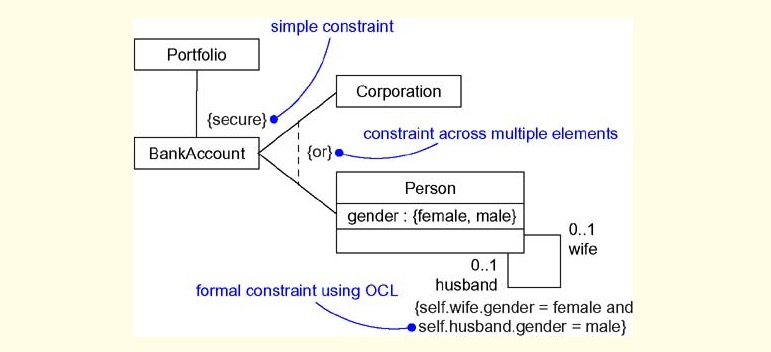 simple constraint
Portfolio
Corporation
{secure}
constraint across multiple elements
BankAccount
{or}
Person
gender : {female, male}
0..1
wife
0..1
husband
formal constraint using OCL
{self.wife.gender = female and
self.husband.gender = male}